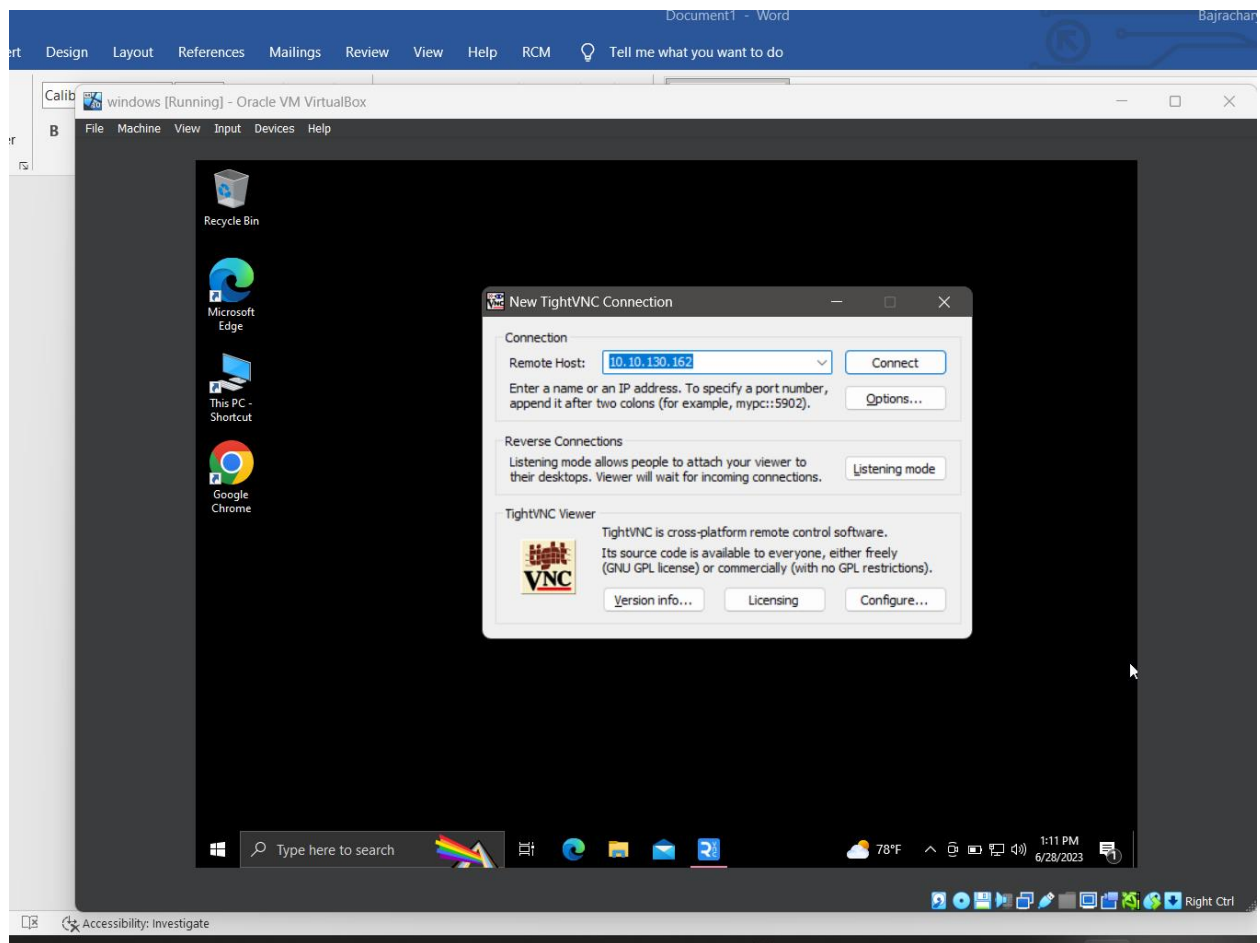 Document1 - Word
Design Layout References Mailings Review View Help RCM Tell me what you want to do
B
windows [Running] - Oracle VM VirtualBox
File Machine View Input Devices Help
Recycle Bin
Microsoft
Edge
This PC -
Shortcut
Google
Chrome
New TightVNC Connection
Connection
Remote Host: 10.10.130.162 Connect
Enter a name or an IP address. To specify a port number,
append it after two colons (for example, mypc::5902).
Options...
Reverse Connections
Listening mode allows people to attach your viewer to
their desktops. Viewer will wait for incoming connections.
Listening mode
TightVNC Viewer
TightVNC is cross-platform remote control software.
Its source code is available to everyone, either freely
(GNU GPL license) or commercially (with no GPL restrictions).
tight
VNC
Version info... Licensing Configure...
Type here to search
78°F
1:11 PM
6/28/2023
1
Right Ctrl
Accessibility: Investigate